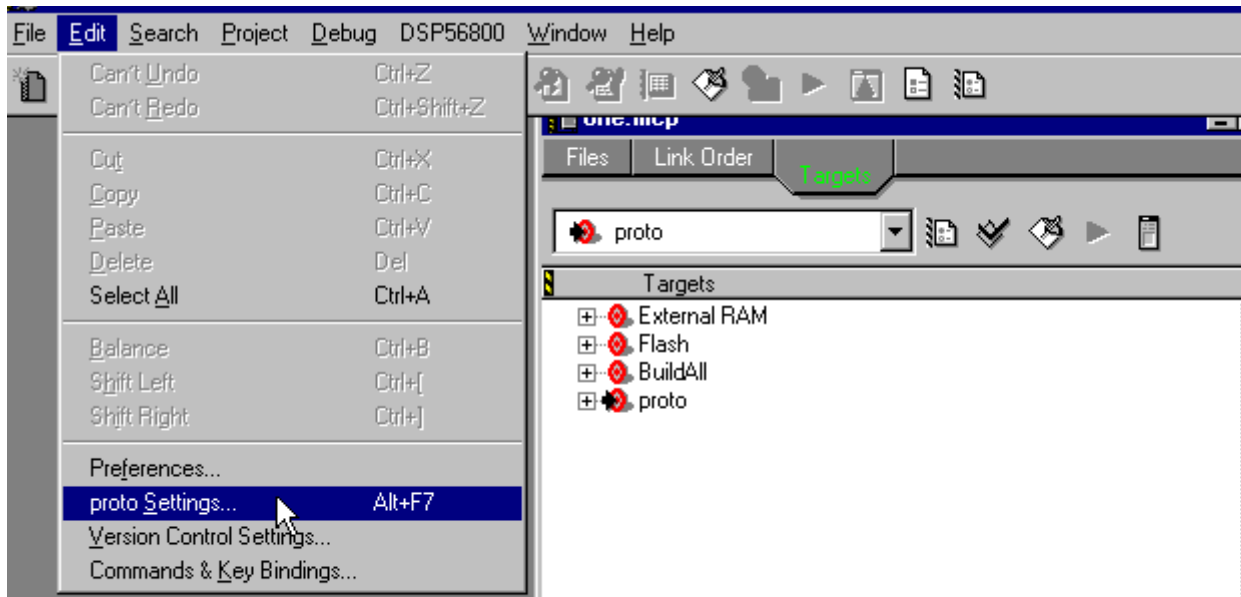 File Edit Search Project Debug DSP56800 Window Help
Can't Undo Ctrl+Z
Can't Redo Ctrl+Shift+Z
Cut Ctrl+X
Copy Ctrl+C
Paste Ctrl+V
Delete Del
Select All Ctrl+A
Balance Ctrl+B
Shift Left Ctrl+[
Shift Right Ctrl+]
Preferences...
proto Settings... Alt+F7
Version Control Settings...
Commands & Key Bindings...
one.mcp
Files Link Order Targets
proto
Targets
External RAM
Flash
BuildAll
proto